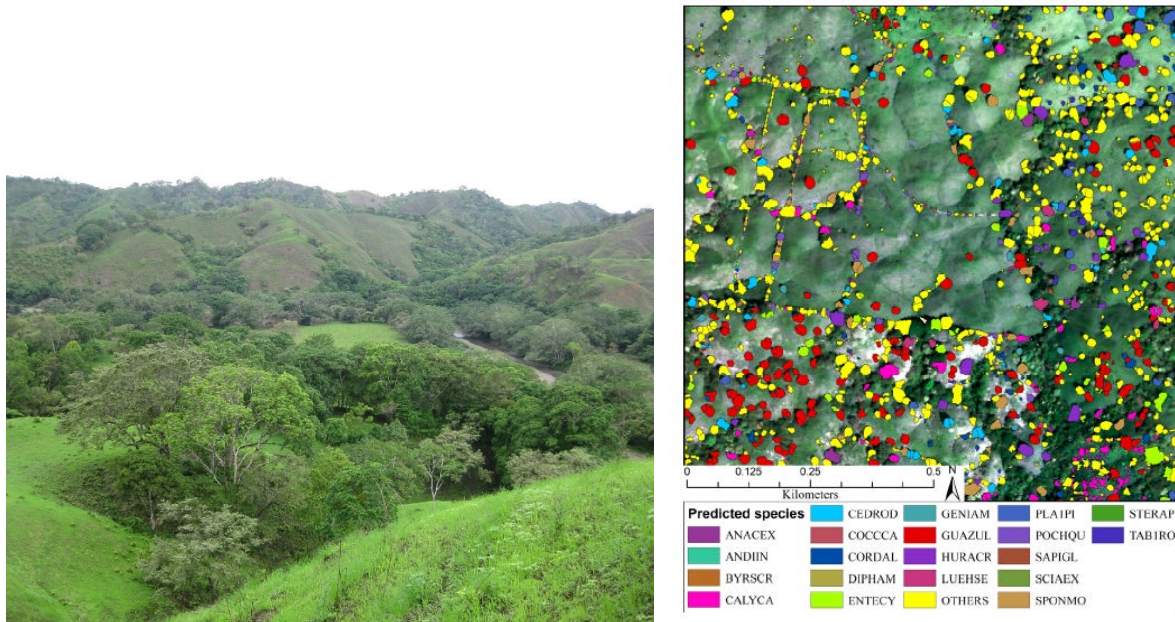 0 0.125 0.25 0.5
N
Kilometers
Predicted species
ANACEX
ANDIIN
BYRSCR
CALYCA
CEDROD
COCCCA
CORDAL
DIPHAM
ENTECY
GENIAM
GUAZUL
HURACR
LUEHSE
OTHERS
PLA1PI
POCHQU
SAPIGL
SCIAEX
SPONMO
STERAP
TAB1RO